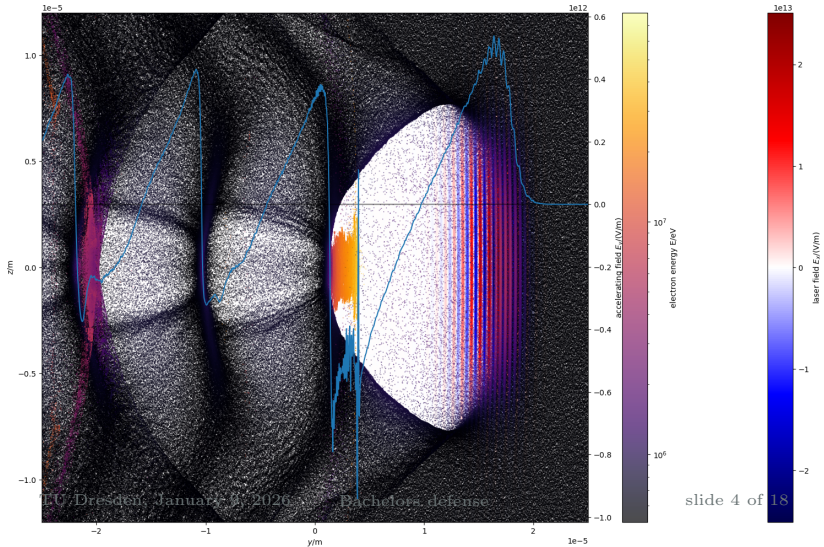 1e−5
1e12
1e13
1.0
0.5
0.0
−0.5
−1.0
z/m
−2
−1
0
1
2
y/m
1e−5
0.6
0.4
0.2
0.0
−0.2
−0.4
−0.6
−0.8
−1.0
accelerating field Ey/(V/m)
10^7
10^6
electron energy E/eV
2
1
0
−1
−2
laser field Ex/(V/m)
TU Dresden, January 9, 2026
Bachelors defense
slide 4 of 18